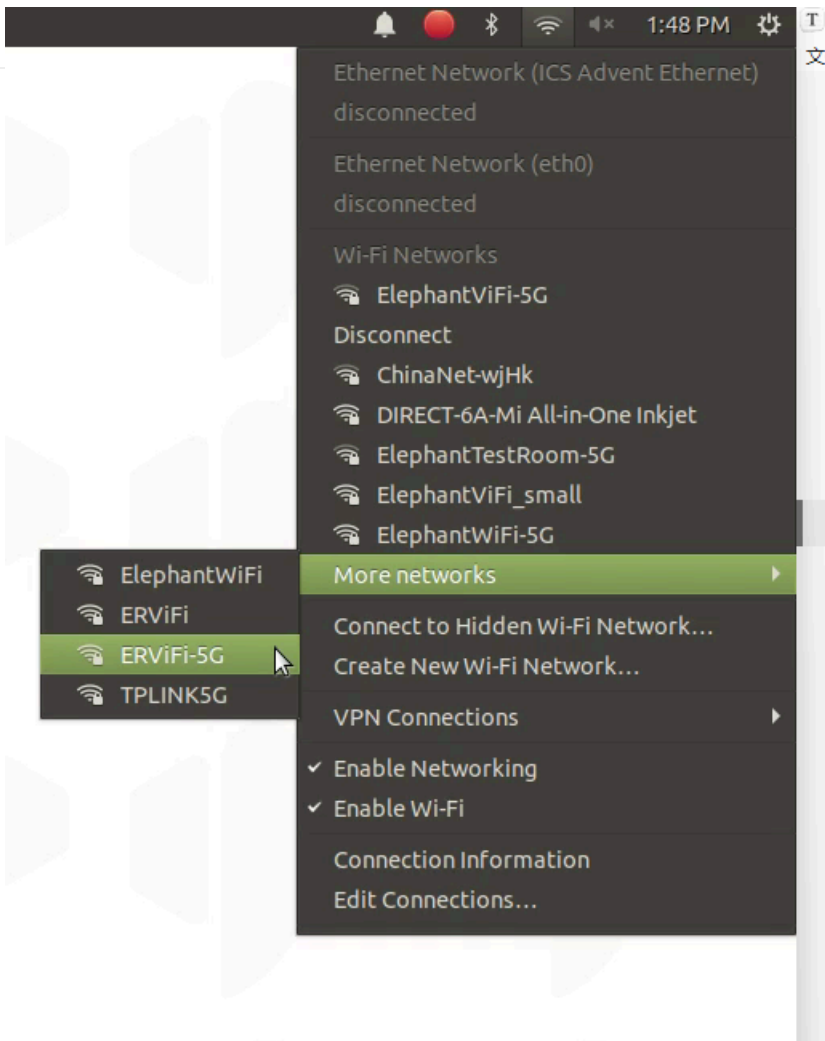 1:48 PM
T
文
Ethernet Network (ICS Advent Ethernet)
disconnected
Ethernet Network (eth0)
disconnected
Wi-Fi Networks
ElephantViFi-5G
Disconnect
ChinaNet-wjHk
DIRECT-6A-Mi All-in-One Inkjet
ElephantTestRoom-5G
ElephantViFi_small
ElephantWiFi-5G
More networks
ElephantWiFi
ERViFi
ERViFi-5G
TPLINK5G
Connect to Hidden Wi-Fi Network...
Create New Wi-Fi Network...
VPN Connections
Enable Networking
Enable Wi-Fi
Connection Information
Edit Connections...